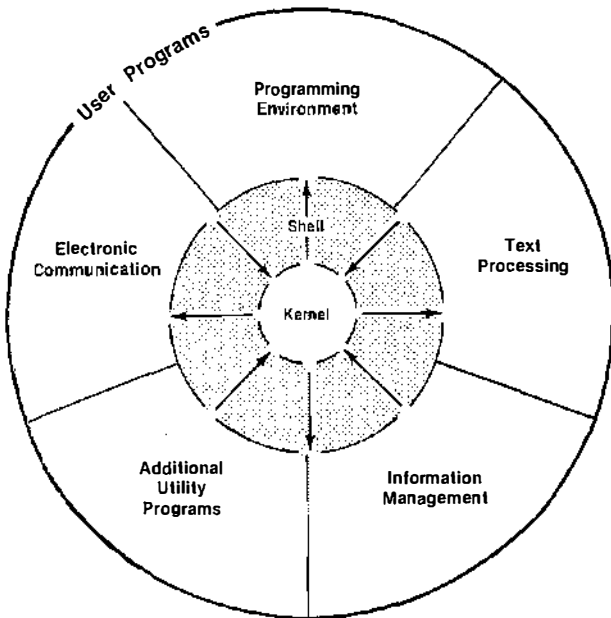 User Programs
Programming
Environment
Electronic
Communication
Shell
Text
Processing
Kernel
Additional
Utility
Programs
Information
Management